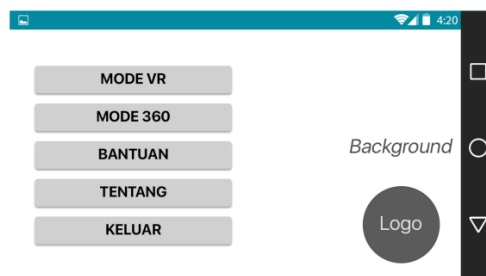 4:20
MODE VR
MODE 360
BANTUAN
TENTANG
KELUAR
Background
Logo